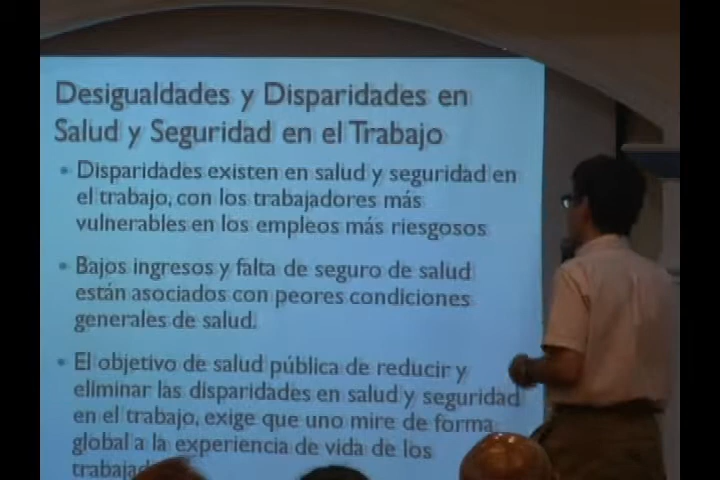 Desigualdades y Disparidades en
Salud y Seguridad en el Trabajo
• Disparidades existen en salud y seguridad en
el trabajo, con los trabajadores más
vulnerables en los empleos más riesgosos
• Bajos ingresos y falta de seguro de salud
están asociados con peores condiciones
generales de salud.
• El objetivo de salud pública de reducir y
eliminar las disparidades en salud y seguridad
en el trabajo, exige que uno mire de forma
global a la experiencia de vida de los